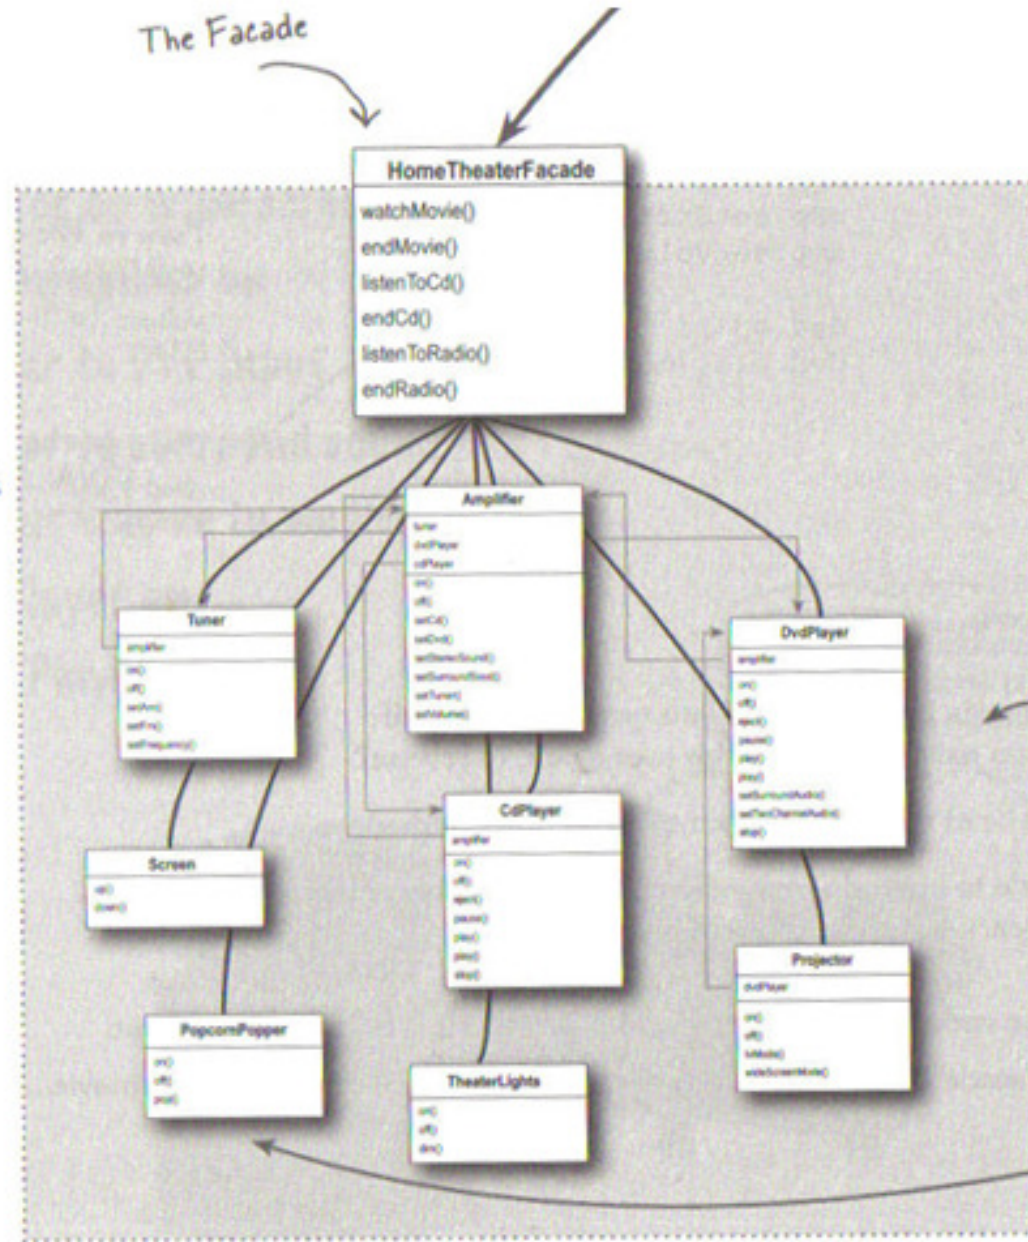 The Facade
HomeTheaterFacade
watchMovie()
endMovie()
listenToCd()
endCd()
listenToRadio()
endRadio()
Amplifier
tuner
dvdPlayer
cdPlayer
on()
off()
setCd()
setDvd()
setStereoSound()
setSurroundSound()
setTuner()
setVolume()
Tuner
amplifier
on()
off()
setAm()
setFm()
setFrequency()
DvdPlayer
amplifier
on()
off()
eject()
pause()
play()
play()
setSurroundAudio()
setTwoChannelAudio()
stop()
CdPlayer
amplifier
on()
off()
eject()
pause()
play()
play()
stop()
Screen
up()
down()
Projector
dvdPlayer
on()
off()
tvMode()
wideScreenMode()
PopcornPopper
on()
off()
pop()
TheaterLights
on()
off()
dim()